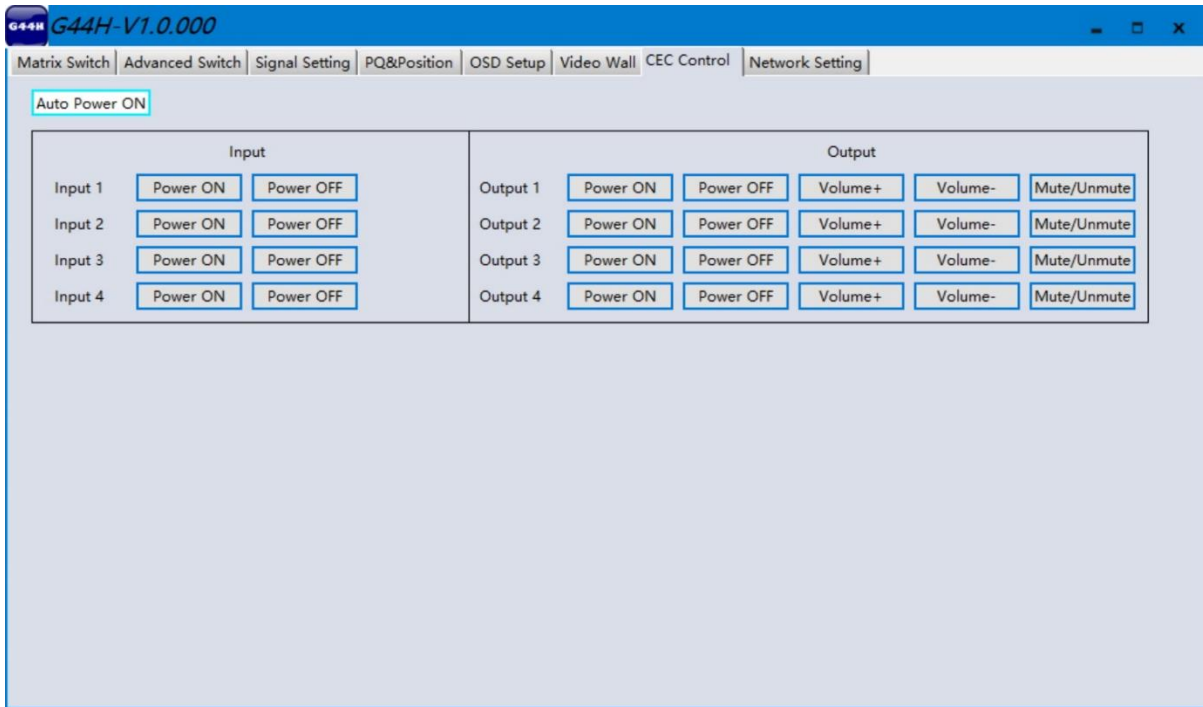 G44H G44H-V1.0.000
Matrix Switch Advanced Switch Signal Setting PQ&Position OSD Setup Video Wall CEC Control Network Setting
Auto Power ON
Input Output
Input 1 Power ON Power OFF Output 1 Power ON Power OFF Volume+ Volume- Mute/Unmute
Input 2 Power ON Power OFF Output 2 Power ON Power OFF Volume+ Volume- Mute/Unmute
Input 3 Power ON Power OFF Output 3 Power ON Power OFF Volume+ Volume- Mute/Unmute
Input 4 Power ON Power OFF Output 4 Power ON Power OFF Volume+ Volume- Mute/Unmute